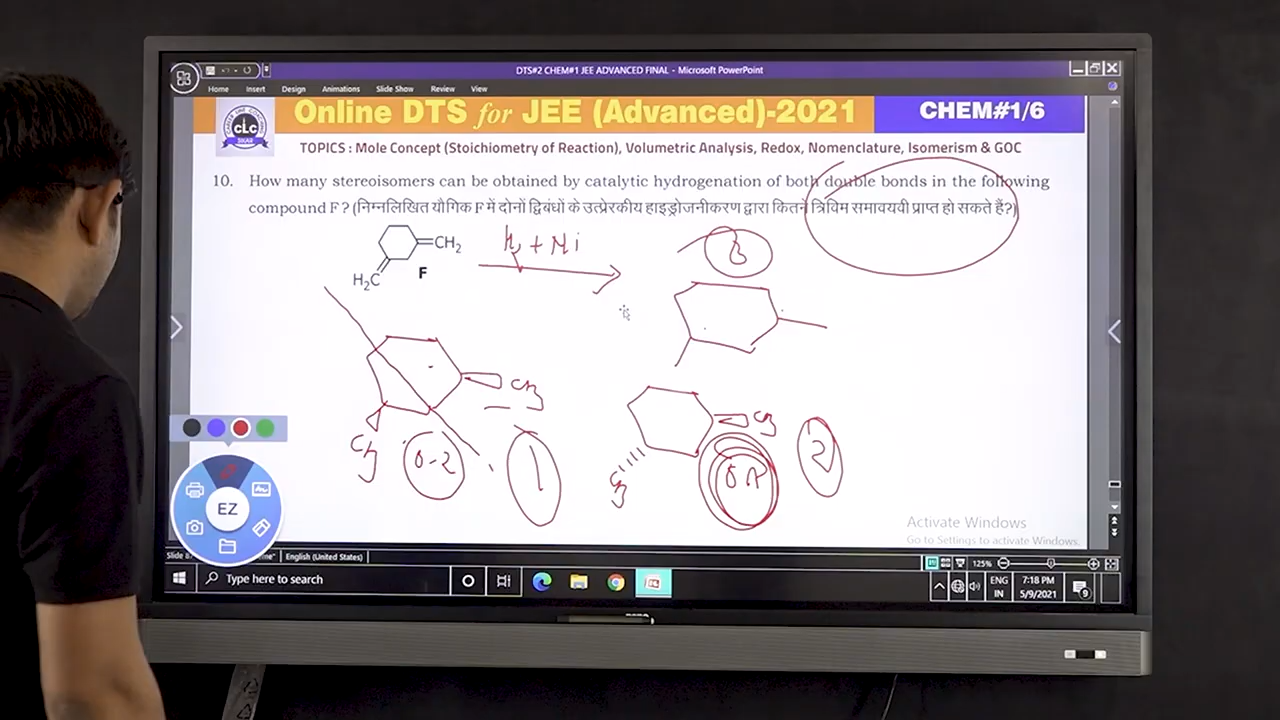 DTS#2 CHEM#1 JEE ADVANCED FINAL - Microsoft PowerPoint
Home Insert Design Animations Slide Show Review View
CLC
SIKAR
Online DTS for JEE (Advanced)-2021
CHEM#1/6
TOPICS : Mole Concept (Stoichiometry of Reaction), Volumetric Analysis, Redox, Nomenclature, Isomerism & GOC
10. How many stereoisomers can be obtained by catalytic hydrogenation of both double bonds in the following
compound F ? (निम्नलिखित यौगिक F में दोनों द्विबंधों के उत्प्रेरकीय हाइड्रोजनीकरण द्वारा कितने त्रिविम समावयवी प्राप्त हो सकते हैं?)
=CH₂
H₂C
F
H₂ + Ni
3
CH₃
CH₃
1
CH₃
CH₃
2
EZ
Activate Windows
Go to Settings to activate Windows.
English (United States)
125%
Type here to search
ENG
IN
7:18 PM
5/9/2021